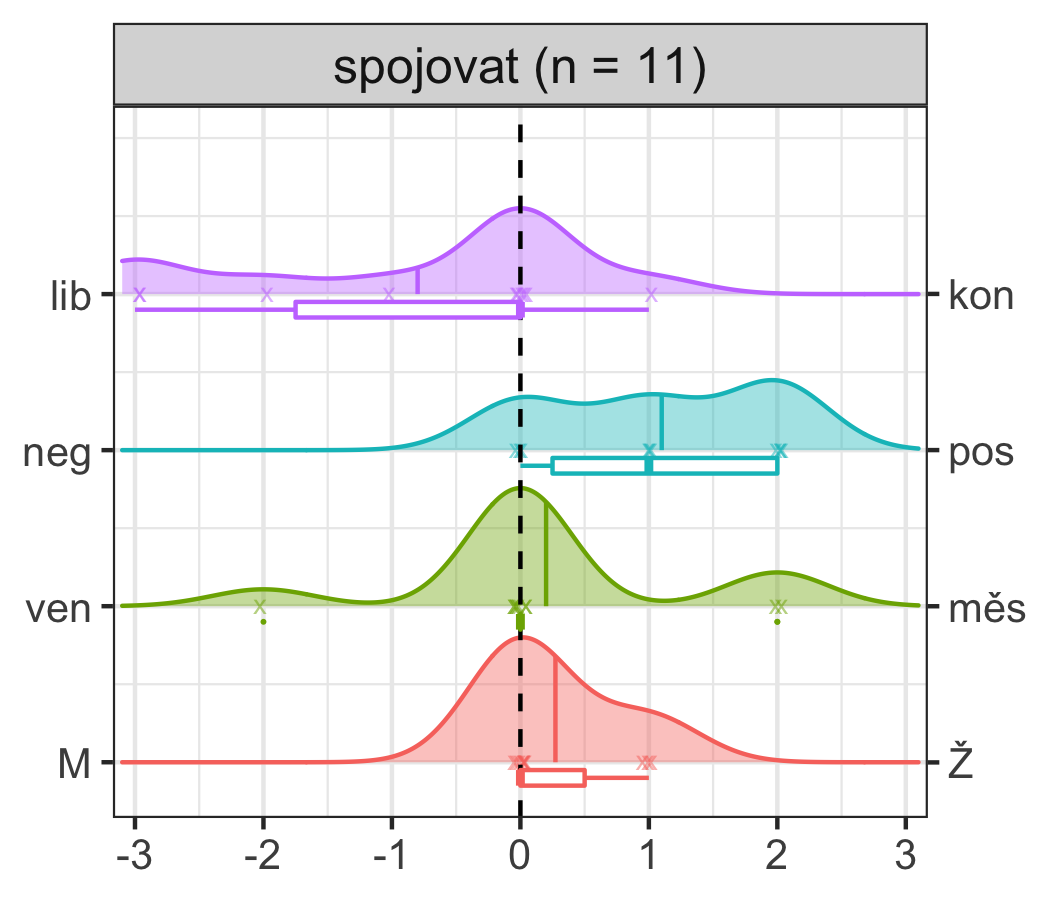 spojovat (n = 11)
lib kon
neg pos
ven měs
M Ž
-3 -2 -1 0 1 2 3